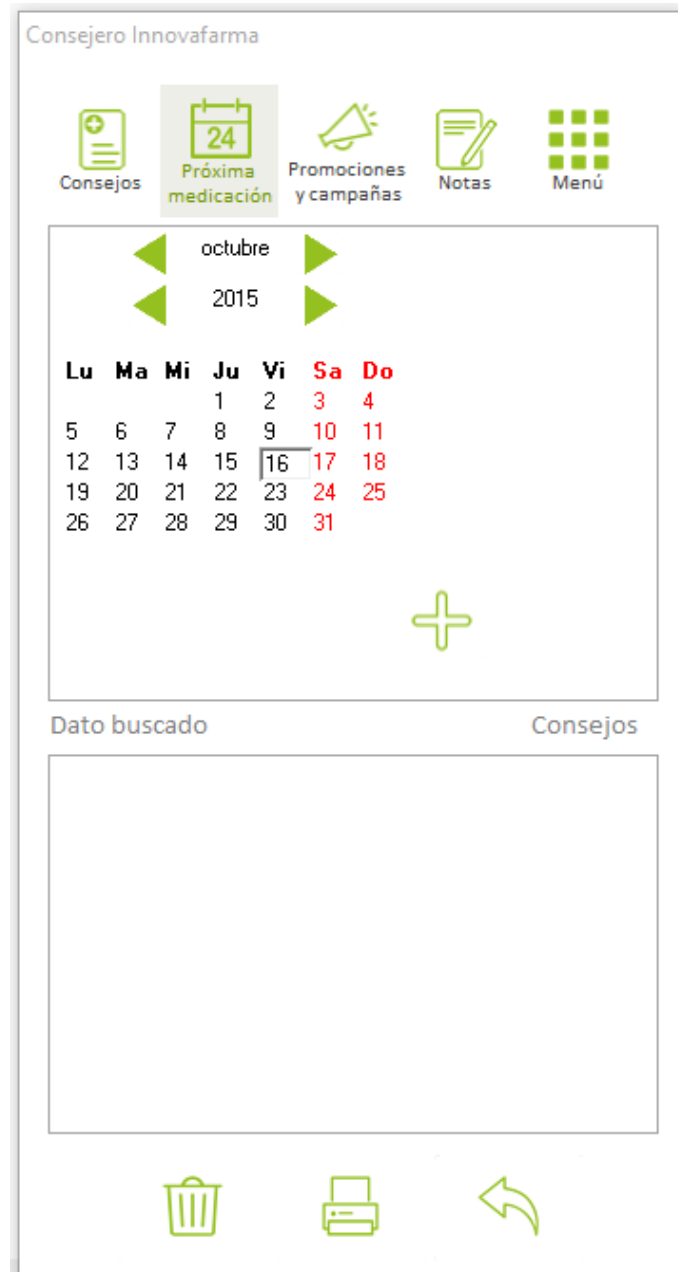 Consejero Innovafarma
Consejos
24
Próxima
medicación
Promociones
y campañas
Notas
Menú
octubre
2015
Lu Ma Mi Ju Vi Sa Do
1 2 3 4
5 6 7 8 9 10 11
12 13 14 15 16 17 18
19 20 21 22 23 24 25
26 27 28 29 30 31
Dato buscado Consejos